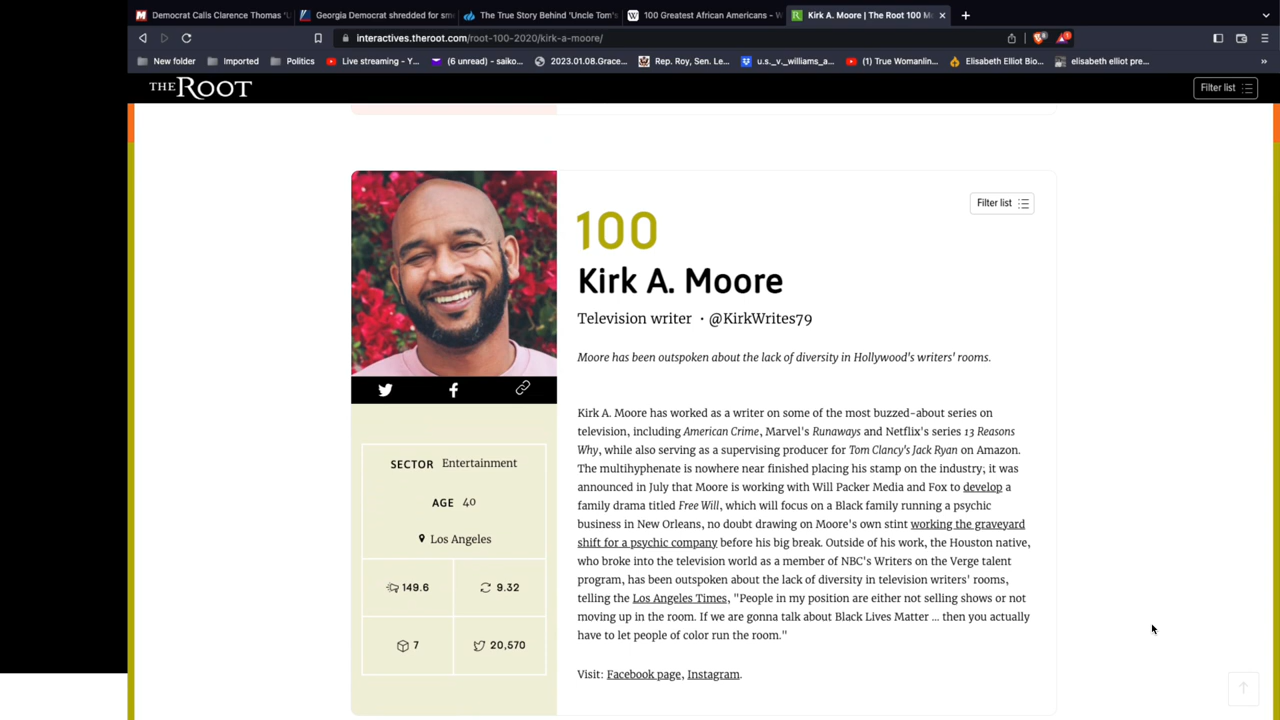 Democrat Calls Clarence Thomas 'U
Georgia Democrat shredded for sm
The True Story Behind 'Uncle Tom's
100 Greatest African Americans - W
Kirk A. Moore | The Root 100 M
interactives.theroot.com/root-100-2020/kirk-a-moore/
New folder
Imported
Politics
Live streaming - Y...
(6 unread) - saiko...
2023.01.08.Grace...
Rep. Roy, Sen. Le...
u.s._v._williams_a...
(1) True Womanlin...
Elisabeth Elliot Bio...
elisabeth elliot pre...
THE ROOT
Filter list
Filter list
100
Kirk A. Moore
Television writer · @KirkWrites79
Moore has been outspoken about the lack of diversity in Hollywood's writers' rooms.
Kirk A. Moore has worked as a writer on some of the most buzzed-about series on
television, including American Crime, Marvel's Runaways and Netflix's series 13 Reasons
Why, while also serving as a supervising producer for Tom Clancy's Jack Ryan on Amazon.
The multihyphenate is nowhere near finished placing his stamp on the industry; it was
announced in July that Moore is working with Will Packer Media and Fox to develop a
family drama titled Free Will, which will focus on a Black family running a psychic
business in New Orleans, no doubt drawing on Moore's own stint working the graveyard
shift for a psychic company before his big break. Outside of his work, the Houston native,
who broke into the television world as a member of NBC's Writers on the Verge talent
program, has been outspoken about the lack of diversity in television writers' rooms,
telling the Los Angeles Times, "People in my position are either not selling shows or not
moving up in the room. If we are gonna talk about Black Lives Matter ... then you actually
have to let people of color run the room."
Visit: Facebook page, Instagram.
SECTOR Entertainment
AGE 40
Los Angeles
149.6
9.32
7
20,570